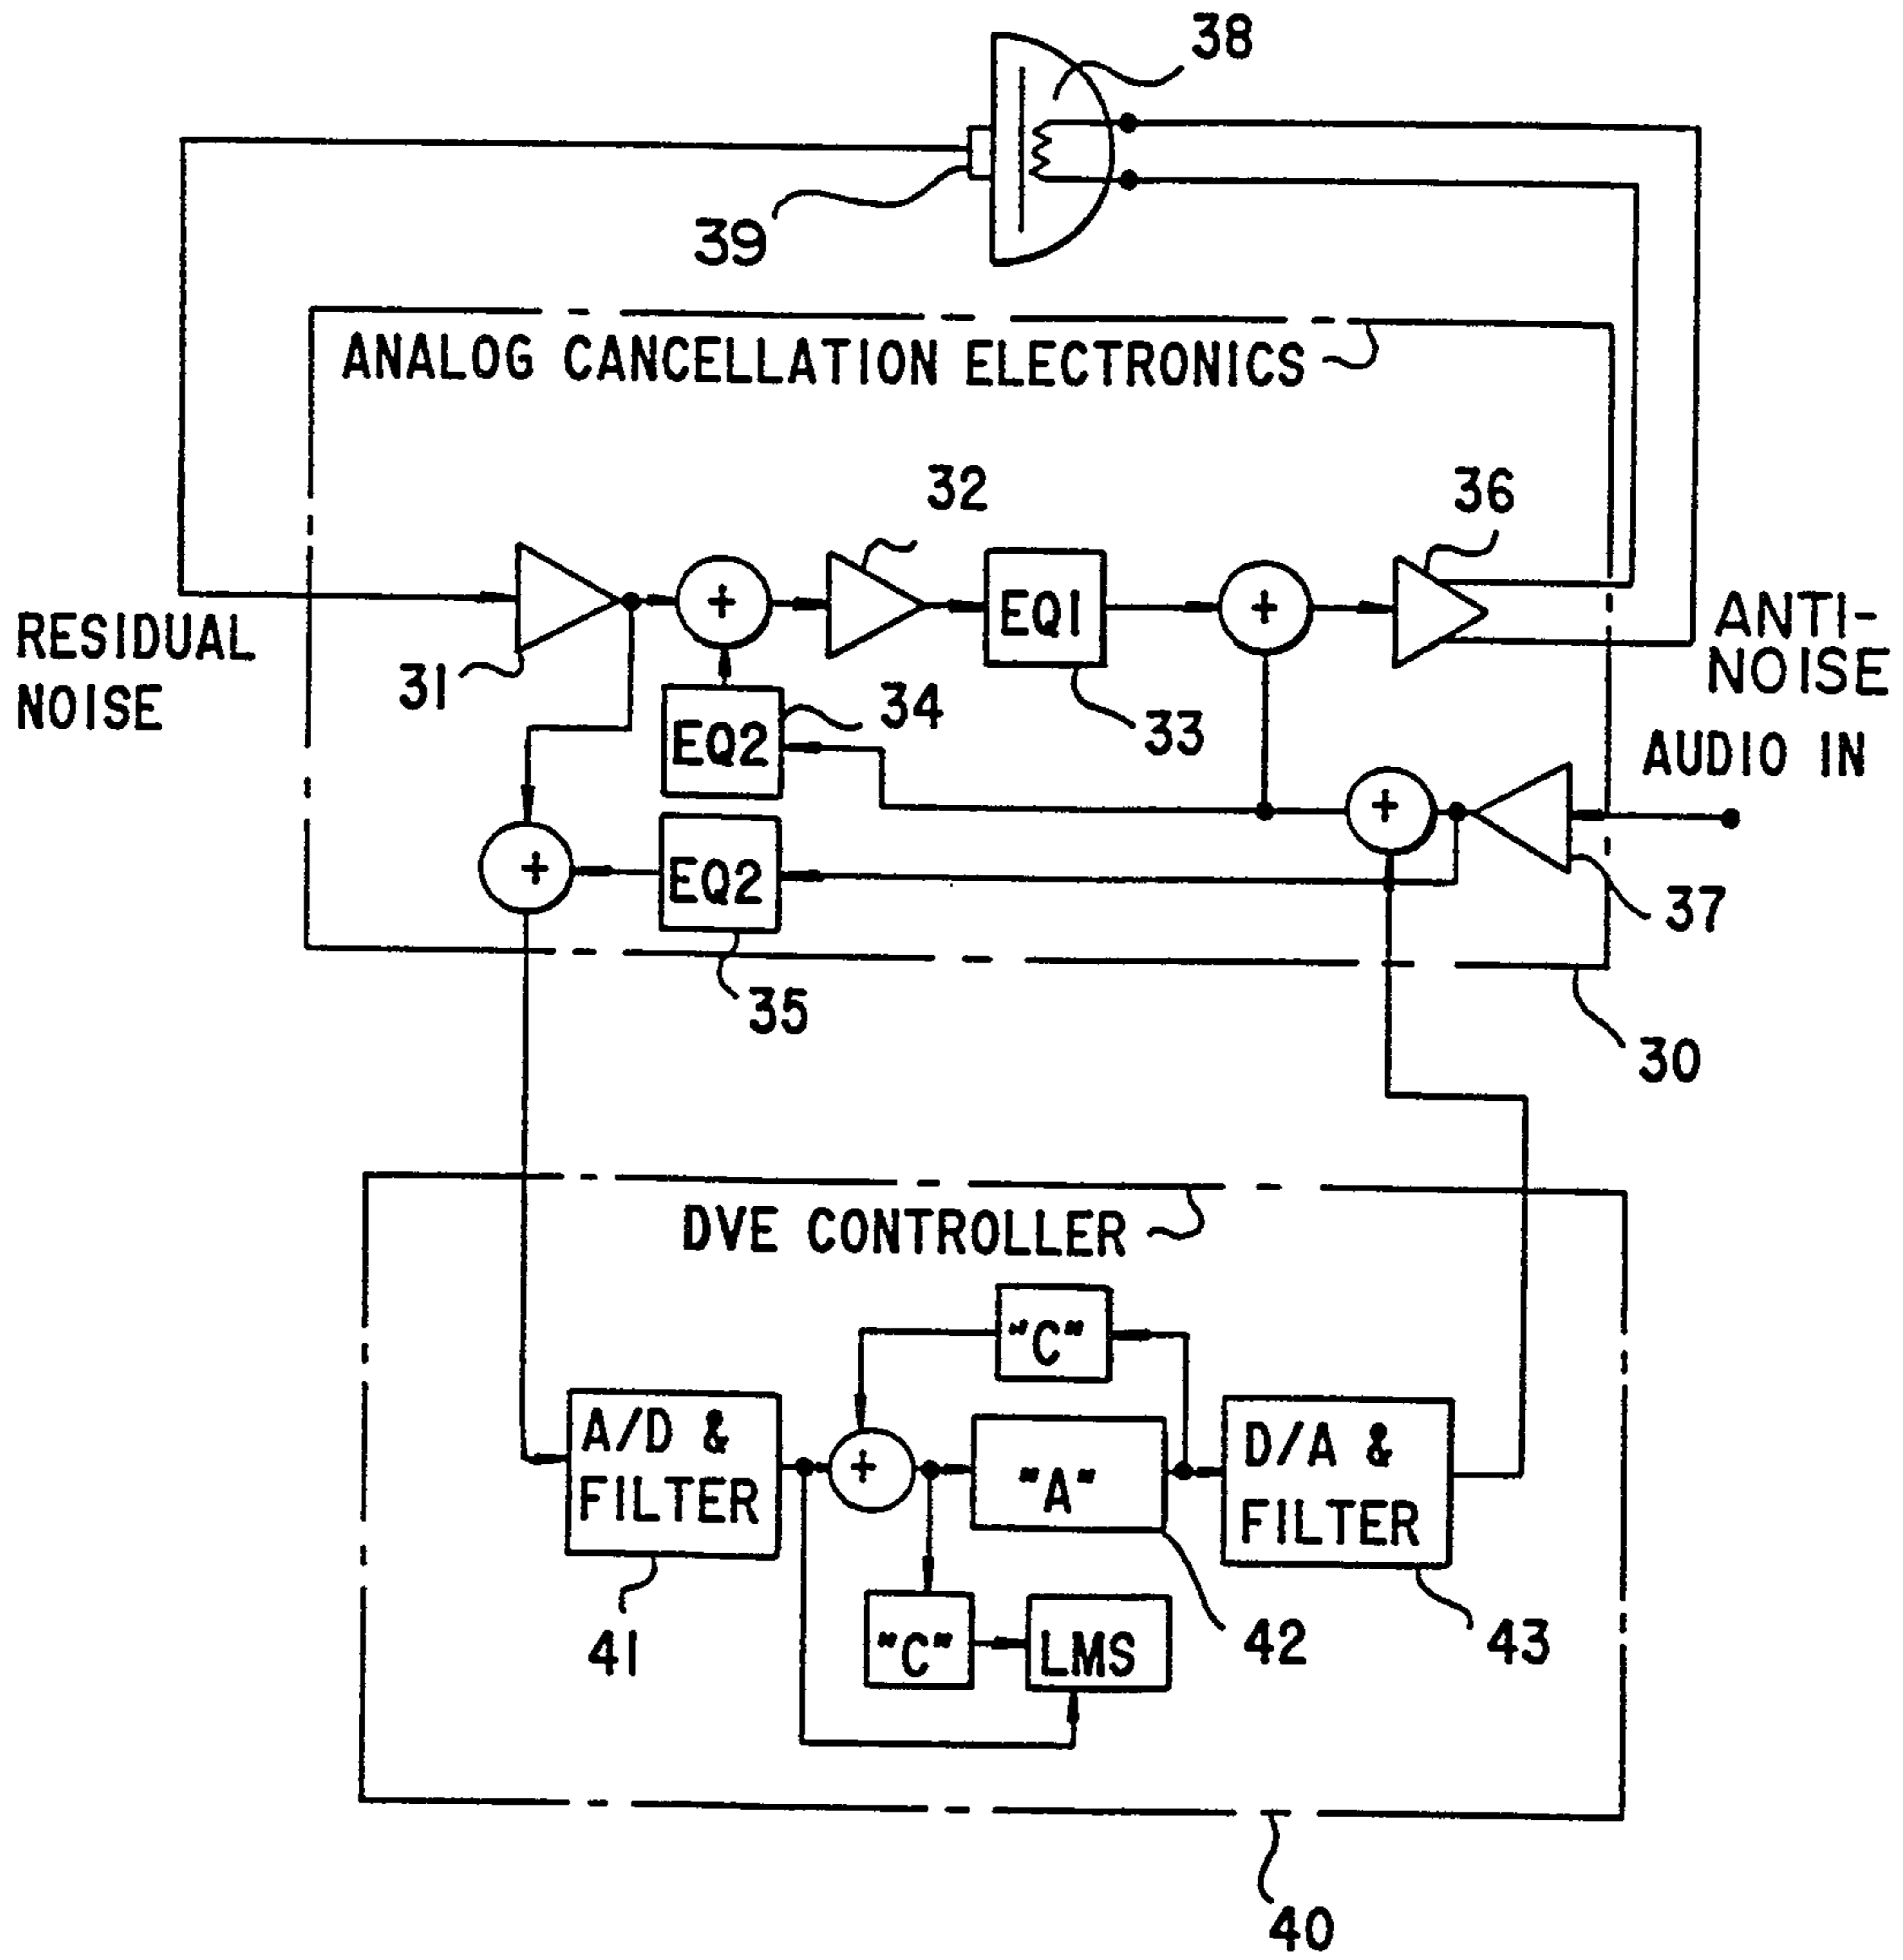 38
39
ANALOG CANCELLATION ELECTRONICS
32
36
+
EQ1
+
RESIDUAL
NOISE
31
ANTI-
NOISE
34
EQ2
33
AUDIO IN
+
+
EQ2
37
35
30
DVE CONTROLLER
"C"
A/D &
FILTER
+
"A"
D/A &
FILTER
41
"C"
LMS
42
43
40